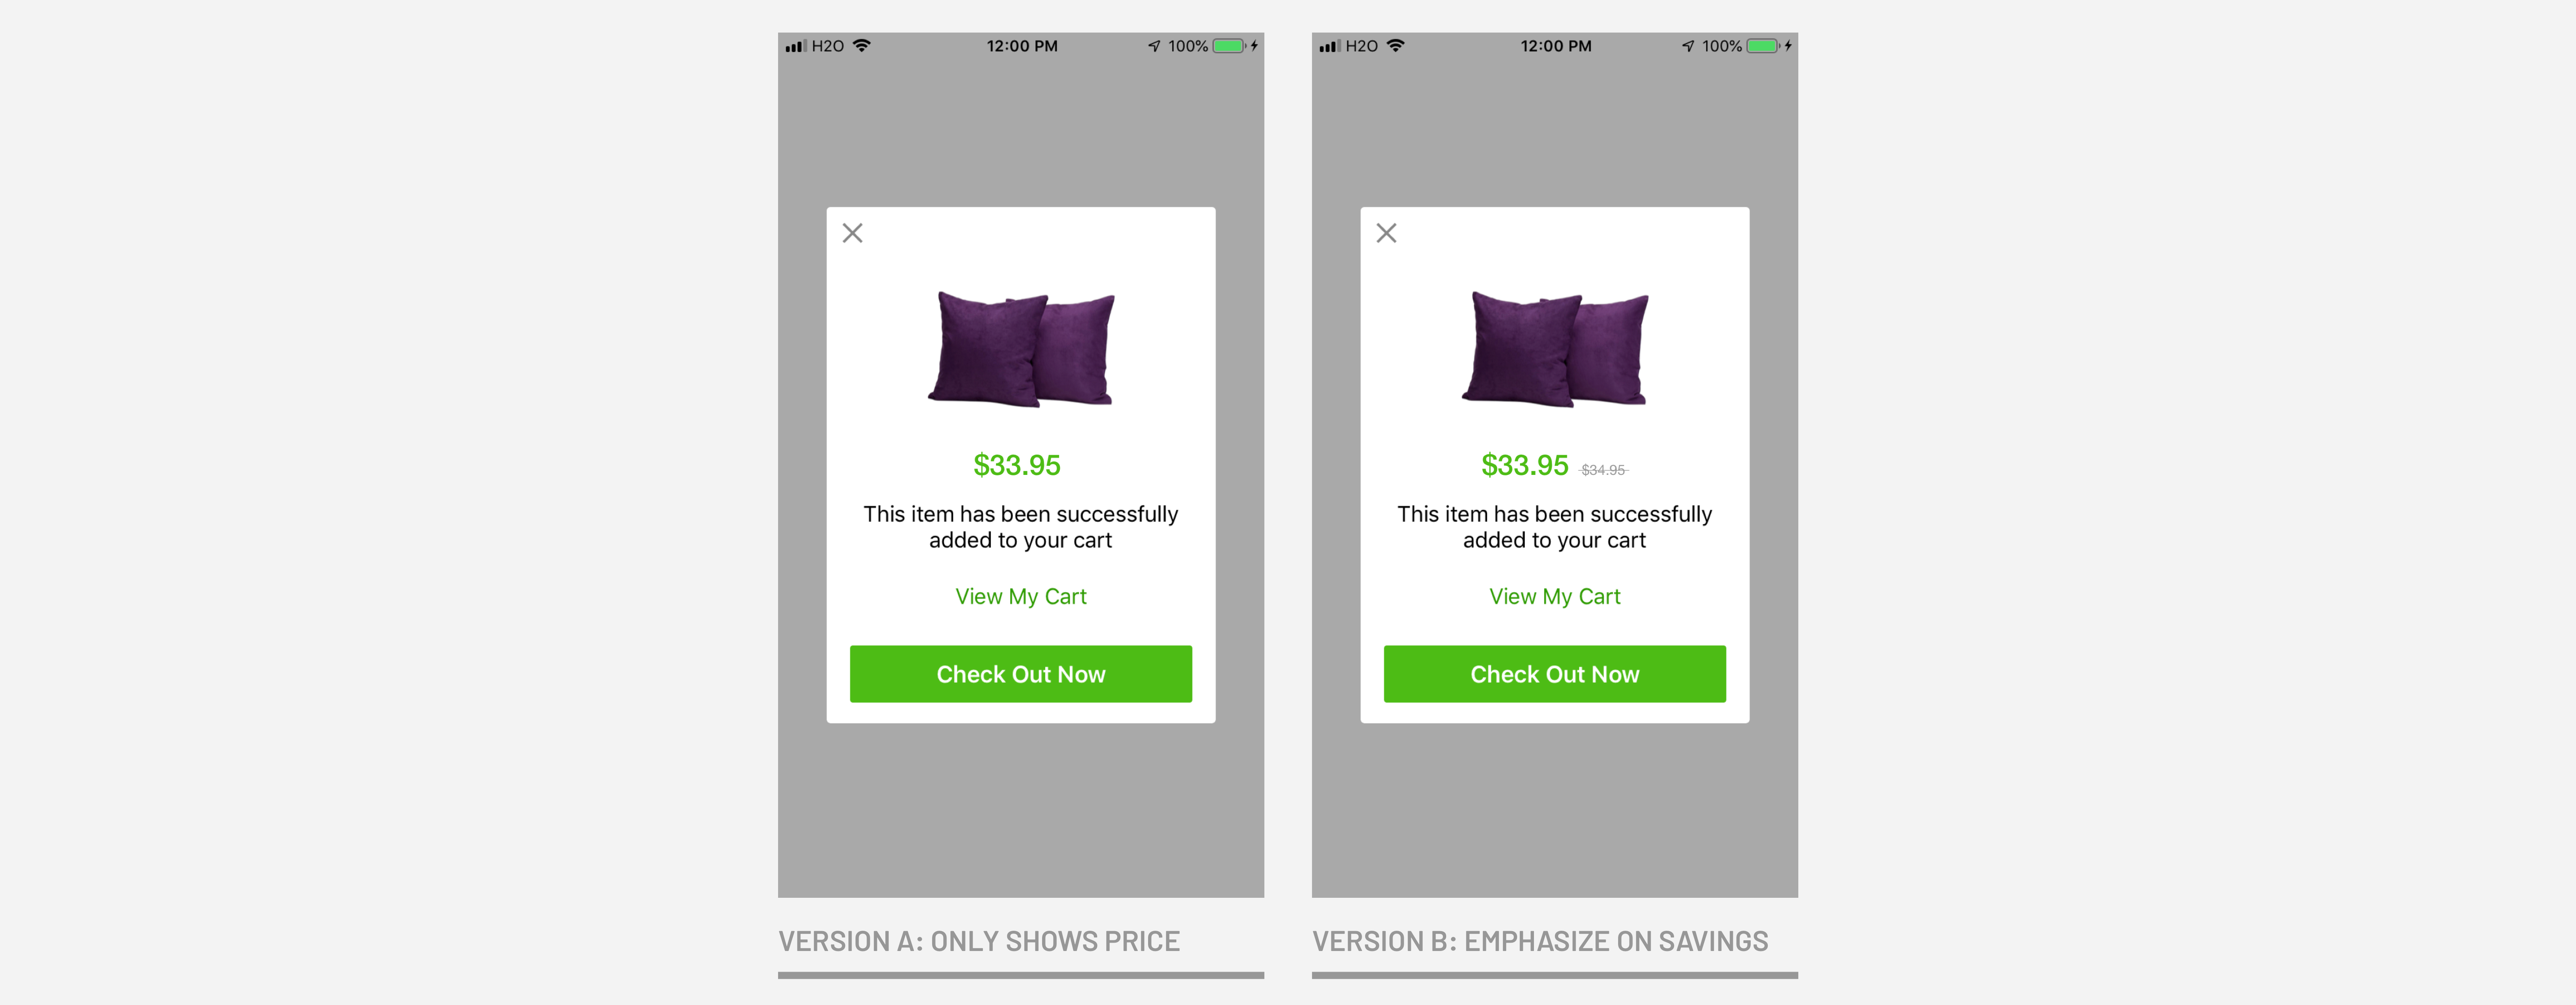 H2O 12:00 PM 100%
$33.95
This item has been successfully
added to your cart
View My Cart
Check Out Now
VERSION A: ONLY SHOWS PRICE
H2O 12:00 PM 100%
$33.95 $34.95
This item has been successfully
added to your cart
View My Cart
Check Out Now
VERSION B: EMPHASIZE ON SAVINGS